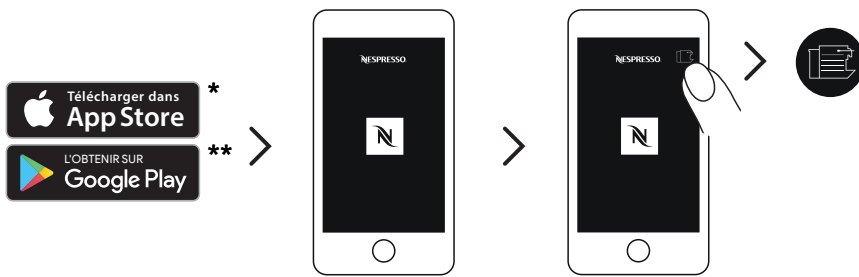 Télécharger dans
App Store
*
L'OBTENIR SUR
Google Play
**
NESPRESSO
N
NESPRESSO
N